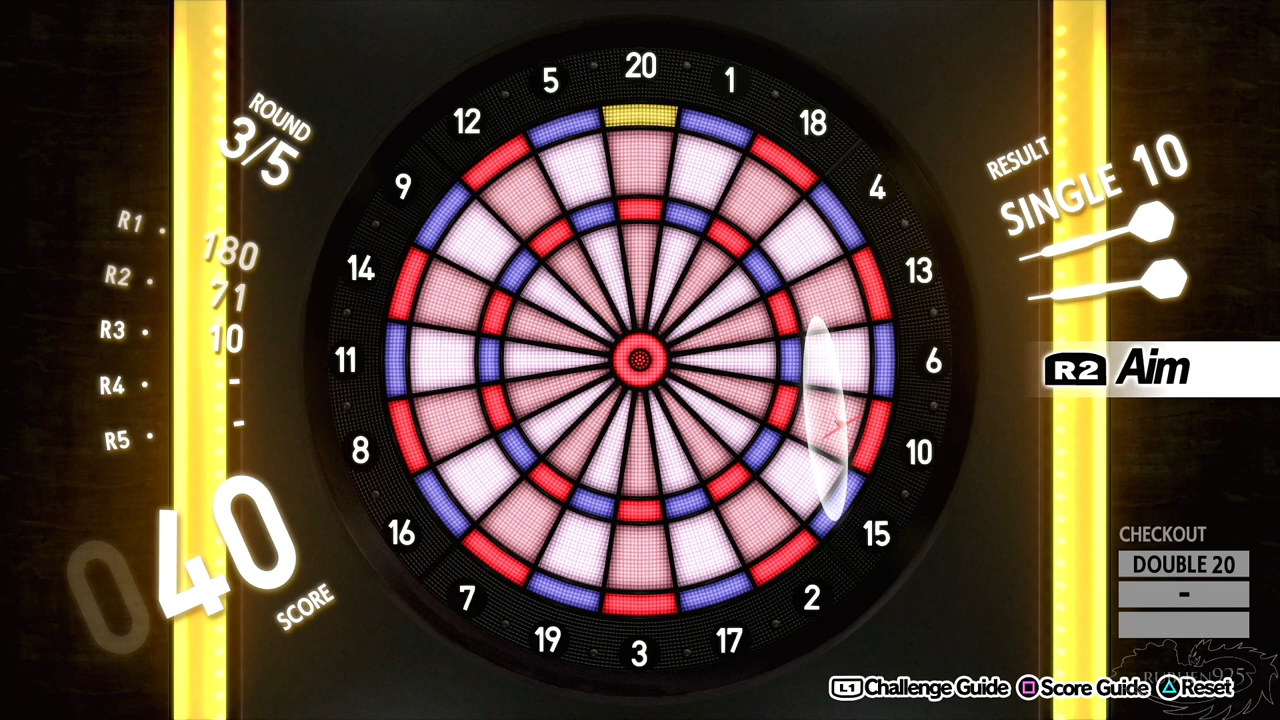 ROUND
3/5
R1 . 180
R2 . 71
R3 . 10
R4 . -
R5 . -
040
SCORE
20
1
18
4
13
6
10
15
2
17
3
19
7
16
8
11
14
9
12
5
RESULT
SINGLE 10
R2 Aim
CHECKOUT
DOUBLE 20
-
L1 Challenge Guide Score Guide Reset